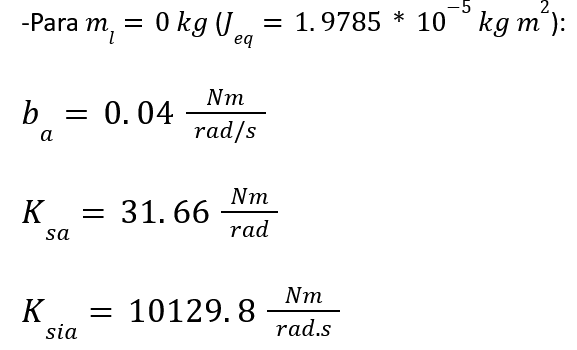 -Para m_l = 0 kg (J_eq = 1.9785 * 10^-5 kg m^2):
b_a = 0.04 Nm/rad/s
K_sa = 31.66 Nm/rad
K_sia = 10129.8 Nm/rad.s